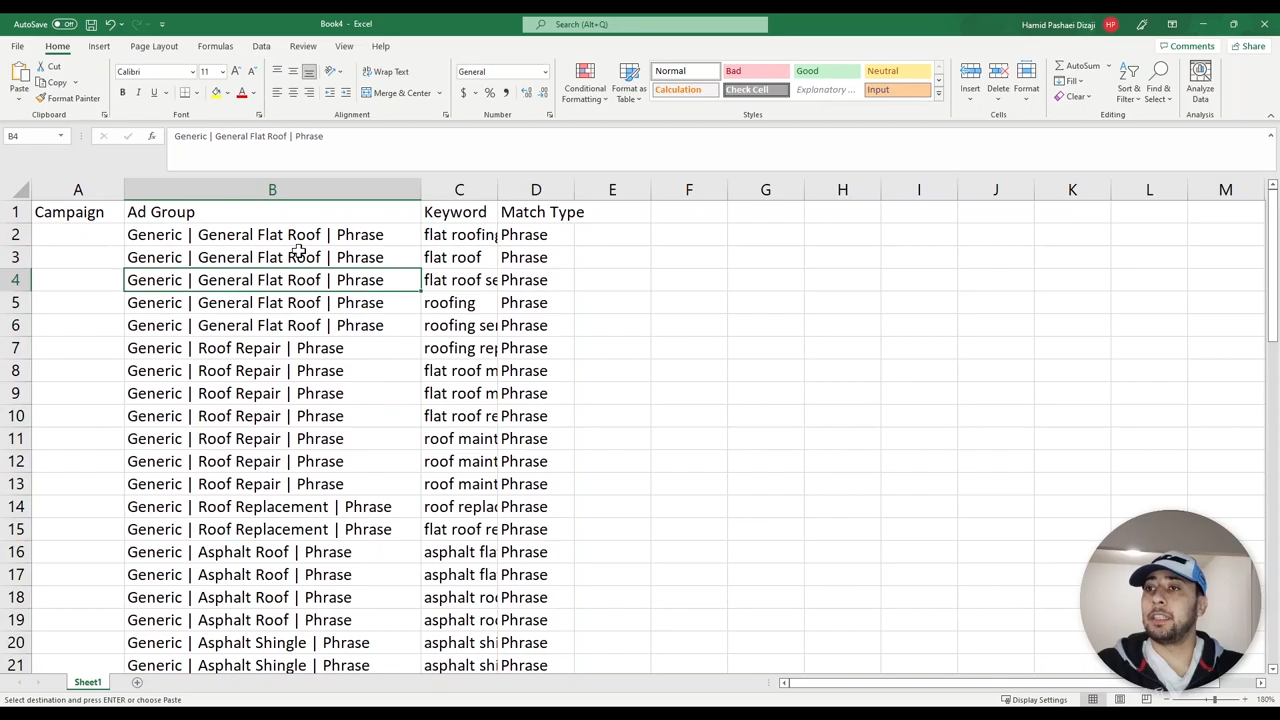 AutoSave Off Book4 - Excel Search (Alt+Q) Hamid Pashaei Dizaji HP
File Home Insert Page Layout Formulas Data Review View Help Comments Share
Paste Cut Copy Format Painter Clipboard
Calibri 11 B I U Font
Wrap Text Merge & Center Alignment
General $ % Number
Conditional Formatting Format as Table
Normal Bad Good Neutral
Calculation Check Cell Explanatory ... Input
Styles
Insert Delete Format Cells
AutoSum Fill Clear Sort & Filter Find & Select Editing
Analyze Data Analysis
B4 fx Generic | General Flat Roof | Phrase
A B C D E F G H I J K L M
1 Campaign Ad Group Keyword Match Type
2 Generic | General Flat Roof | Phrase flat roofing Phrase
3 Generic | General Flat Roof | Phrase flat roof Phrase
4 Generic | General Flat Roof | Phrase flat roof se Phrase
5 Generic | General Flat Roof | Phrase roofing Phrase
6 Generic | General Flat Roof | Phrase roofing ser Phrase
7 Generic | Roof Repair | Phrase roofing rep Phrase
8 Generic | Roof Repair | Phrase flat roof m Phrase
9 Generic | Roof Repair | Phrase flat roof m Phrase
10 Generic | Roof Repair | Phrase flat roof re Phrase
11 Generic | Roof Repair | Phrase roof maint Phrase
12 Generic | Roof Repair | Phrase roof maint Phrase
13 Generic | Roof Repair | Phrase roof maint Phrase
14 Generic | Roof Replacement | Phrase roof replac Phrase
15 Generic | Roof Replacement | Phrase flat roof re Phrase
16 Generic | Asphalt Roof | Phrase asphalt fla Phrase
17 Generic | Asphalt Roof | Phrase asphalt fla Phrase
18 Generic | Asphalt Roof | Phrase asphalt roo Phrase
19 Generic | Asphalt Roof | Phrase asphalt roo Phrase
20 Generic | Asphalt Shingle | Phrase asphalt shi Phrase
21 Generic | Asphalt Shingle | Phrase asphalt shi Phrase
Sheet1
Select destination and press ENTER or choose Paste Display Settings 180%